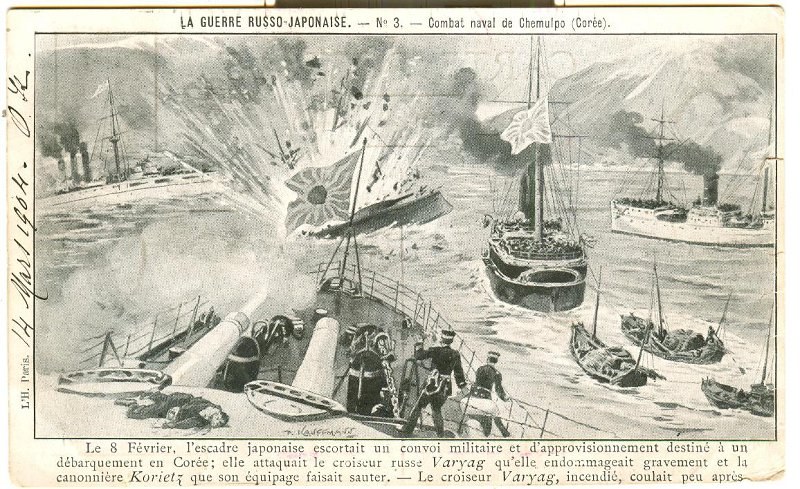 LA GUERRE RUSSO-JAPONAISE. — No 3. — Combat naval de Chemulpo (Corée).
14 Mars 1904.
L'H. Paris.
Le 8 Février, l'escadre japonaise escortait un convoi militaire et d'approvisionnement destiné à un
débarquement en Corée; elle attaquait le croiseur russe Varyag qu'elle endommageait gravement et la
canonnière Korietz que son équipage faisait sauter. — Le croiseur Varyag, incendié, coulait peu après